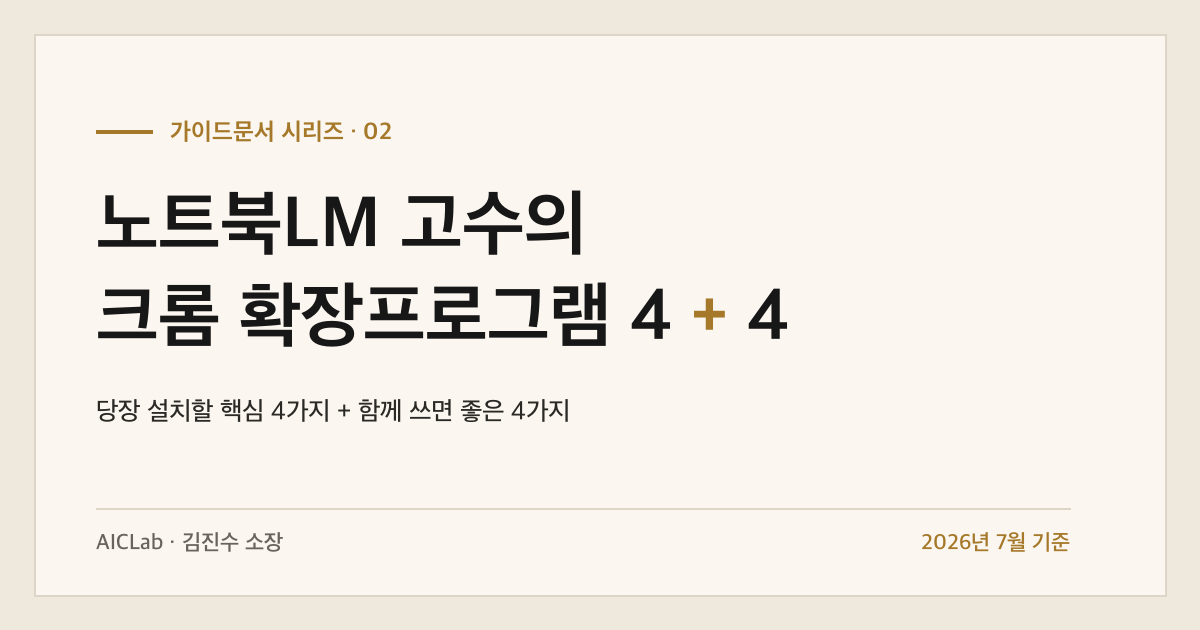 가이드문서 시리즈 · 02
노트북LM 고수의
크롬 확장프로그램 4 + 4
당장 설치할 핵심 4가지 + 함께 쓰면 좋은 4가지
AICLab · 김진수 소장
2026년 7월 기준